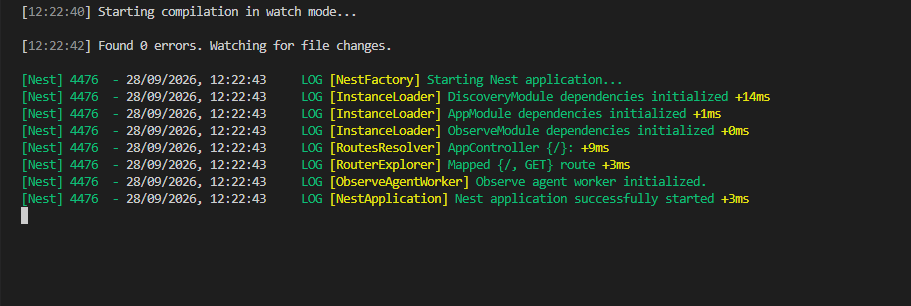 [12:22:40] Starting compilation in watch mode...
[12:22:42] Found 0 errors. Watching for file changes.
[Nest] 4476  - 28/09/2026, 12:22:43     LOG [NestFactory] Starting Nest application...
[Nest] 4476  - 28/09/2026, 12:22:43     LOG [InstanceLoader] DiscoveryModule dependencies initialized +14ms
[Nest] 4476  - 28/09/2026, 12:22:43     LOG [InstanceLoader] AppModule dependencies initialized +1ms
[Nest] 4476  - 28/09/2026, 12:22:43     LOG [InstanceLoader] ObserveModule dependencies initialized +0ms
[Nest] 4476  - 28/09/2026, 12:22:43     LOG [RoutesResolver] AppController {/}: +9ms
[Nest] 4476  - 28/09/2026, 12:22:43     LOG [RouterExplorer] Mapped {/, GET} route +3ms
[Nest] 4476  - 28/09/2026, 12:22:43     LOG [ObserveAgentWorker] Observe agent worker initialized.
[Nest] 4476  - 28/09/2026, 12:22:43     LOG [NestApplication] Nest application successfully started +3ms